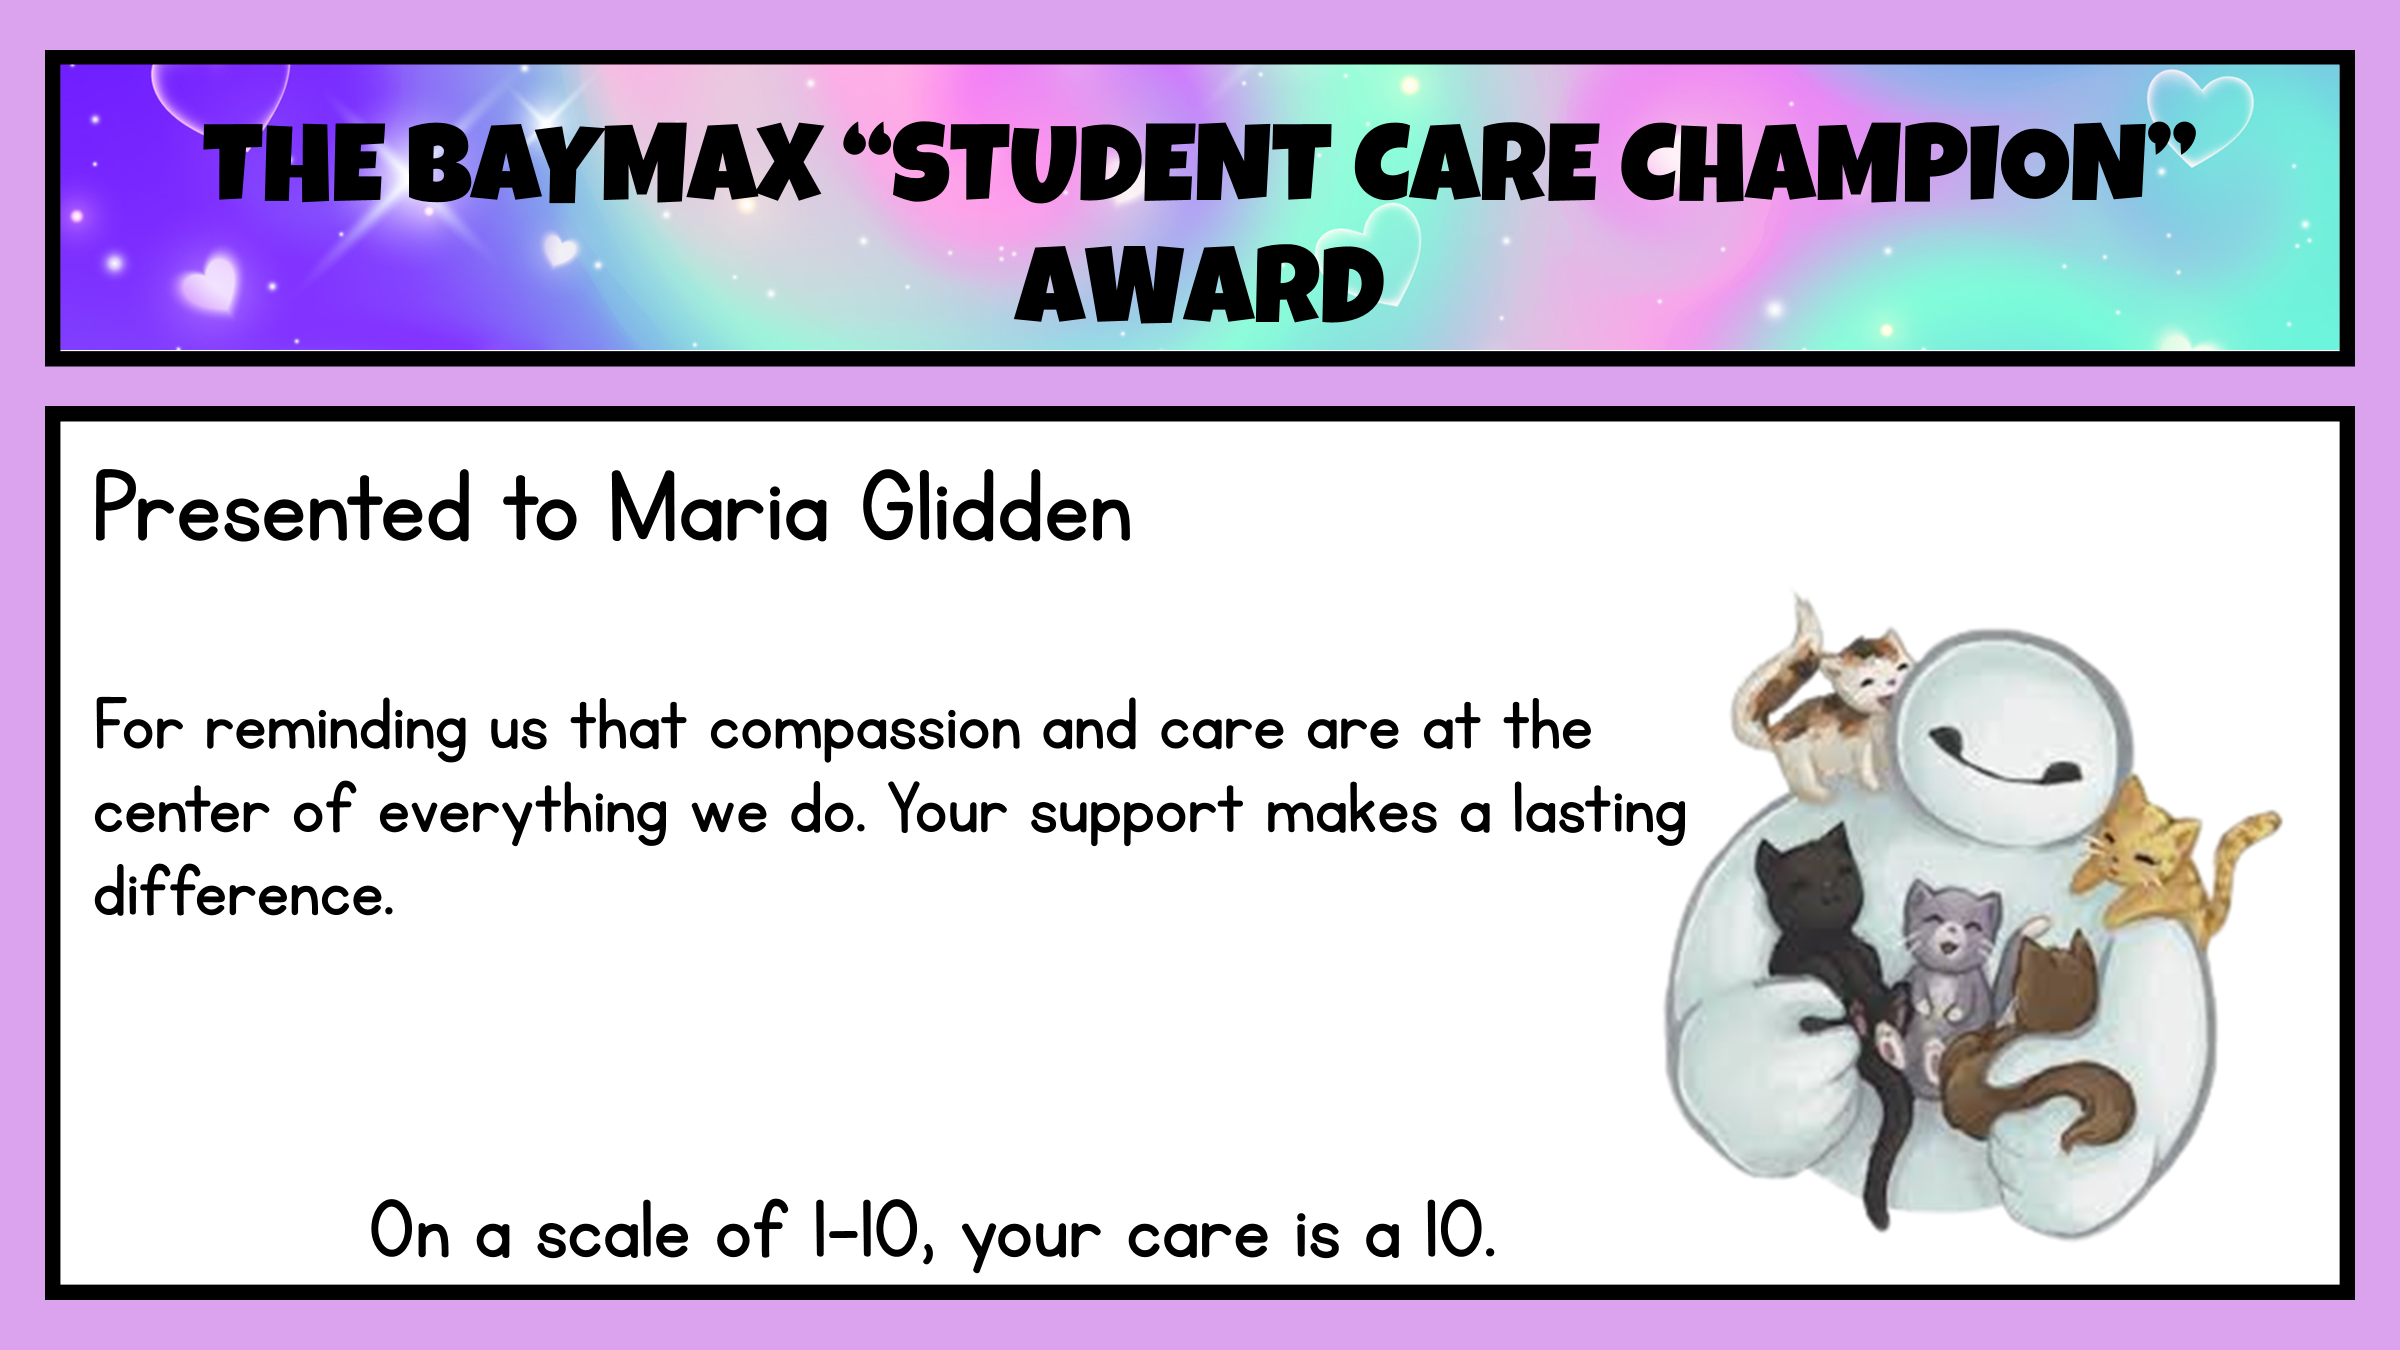 THE BAYMAX “STUDENT CARE CHAMPION”
AWARD
Presented to Maria Glidden
For reminding us that compassion and care are at the
center of everything we do. Your support makes a lasting
difference.
On a scale of 1-10, your care is a 10.